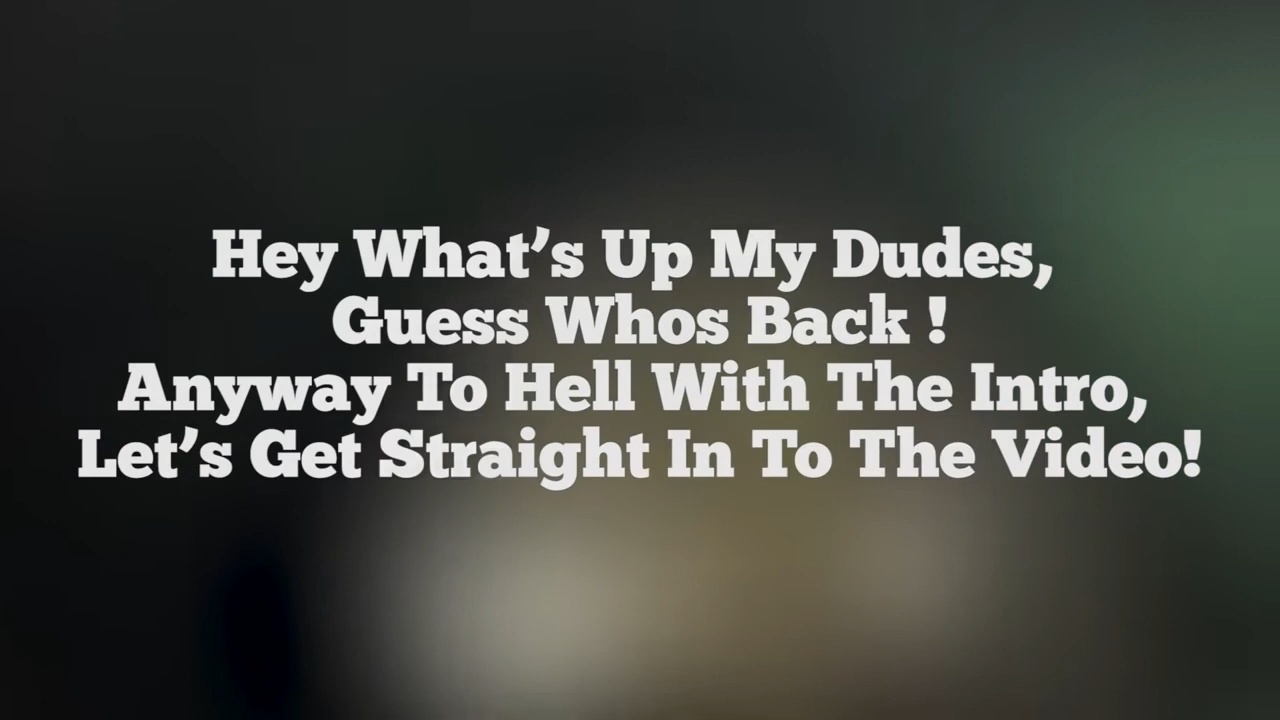 Hey What’s Up My Dudes,
Guess Whos Back !
Anyway To Hell With The Intro,
Let’s Get Straight In To The Video!